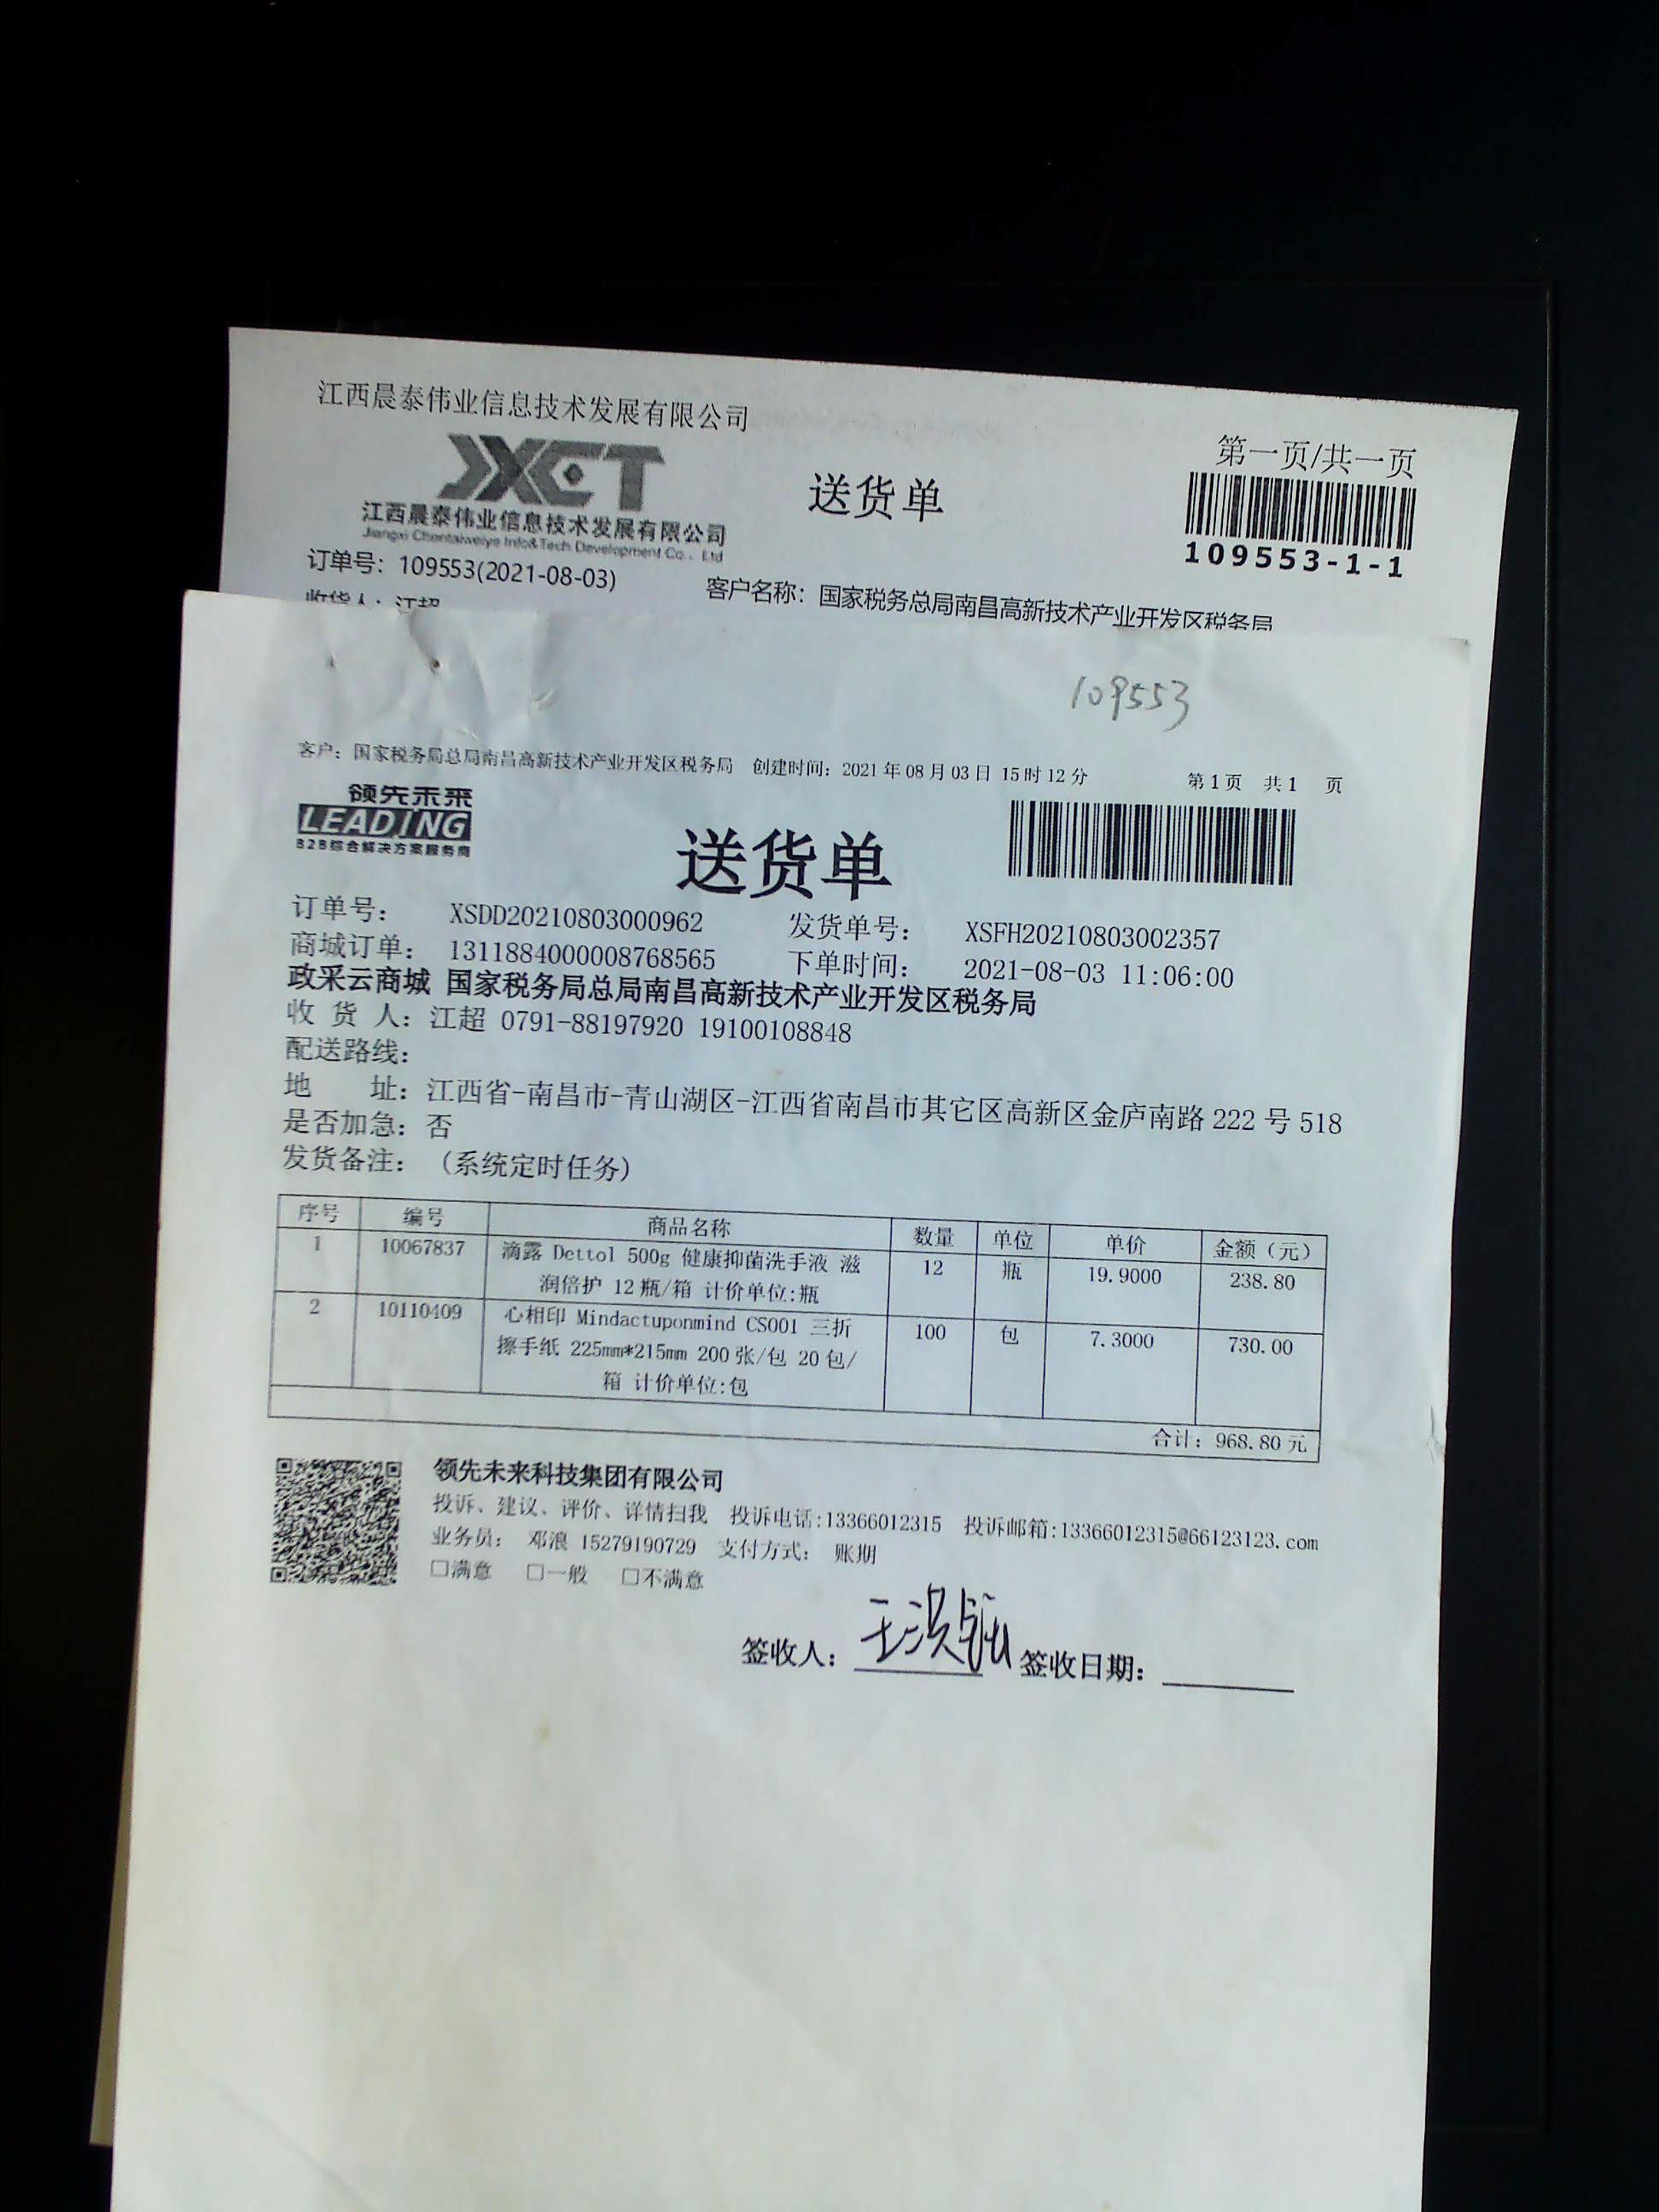 江西晨泰伟业信息技术发展有限公司
第一页/共一页
JXCT
送货单
江西晨泰伟业信息技术发展有限公司
Jiangxi Chentaiweiye Info&Tech Development Co., Ltd
109553-1-1
订单号：109553(2021-08-03)
客户名称：国家税务总局南昌高新技术产业开发区税务局
收货人：江超
109553
客户：国家税务局总局南昌高新技术产业开发区税务局 创建时间：2021年08月03日 15时12分 第1页 共1 页
领先未来
LEADING
B2B综合解决方案服务商
送货单
订单号： XSDD20210803000962 发货单号： XSFH20210803002357
商城订单： 1311884000008768565 下单时间： 2021-08-03 11:06:00
政采云商城 国家税务局总局南昌高新技术产业开发区税务局
收 货 人：江超 0791-88197920 19100108848
配送路线：
地 址：江西省-南昌市-青山湖区-江西省南昌市其它区高新区金庐南路 222 号 518
是否加急：否
发货备注：（系统定时任务）
序号 编号 商品名称 数量 单位 单价 金额（元）
1 10067837 滴露 Dettol 500g 健康抑菌洗手液 滋 12 瓶 19.9000 238.80
润倍护 12瓶/箱 计价单位:瓶
2 10110409 心相印 Mindactuponmind CS001 三折 100 包 7.3000 730.00
擦手纸 225mm*215mm 200张/包 20包/
箱 计价单位:包
合计：968.80 元
领先未来科技集团有限公司
投诉、建议、评价、详情扫我 投诉电话:13366012315 投诉邮箱:13366012315@66123123.com
业务员： 邓浪 15279190729 支付方式： 账期
□满意 □一般 □不满意
签收人： 签收日期：